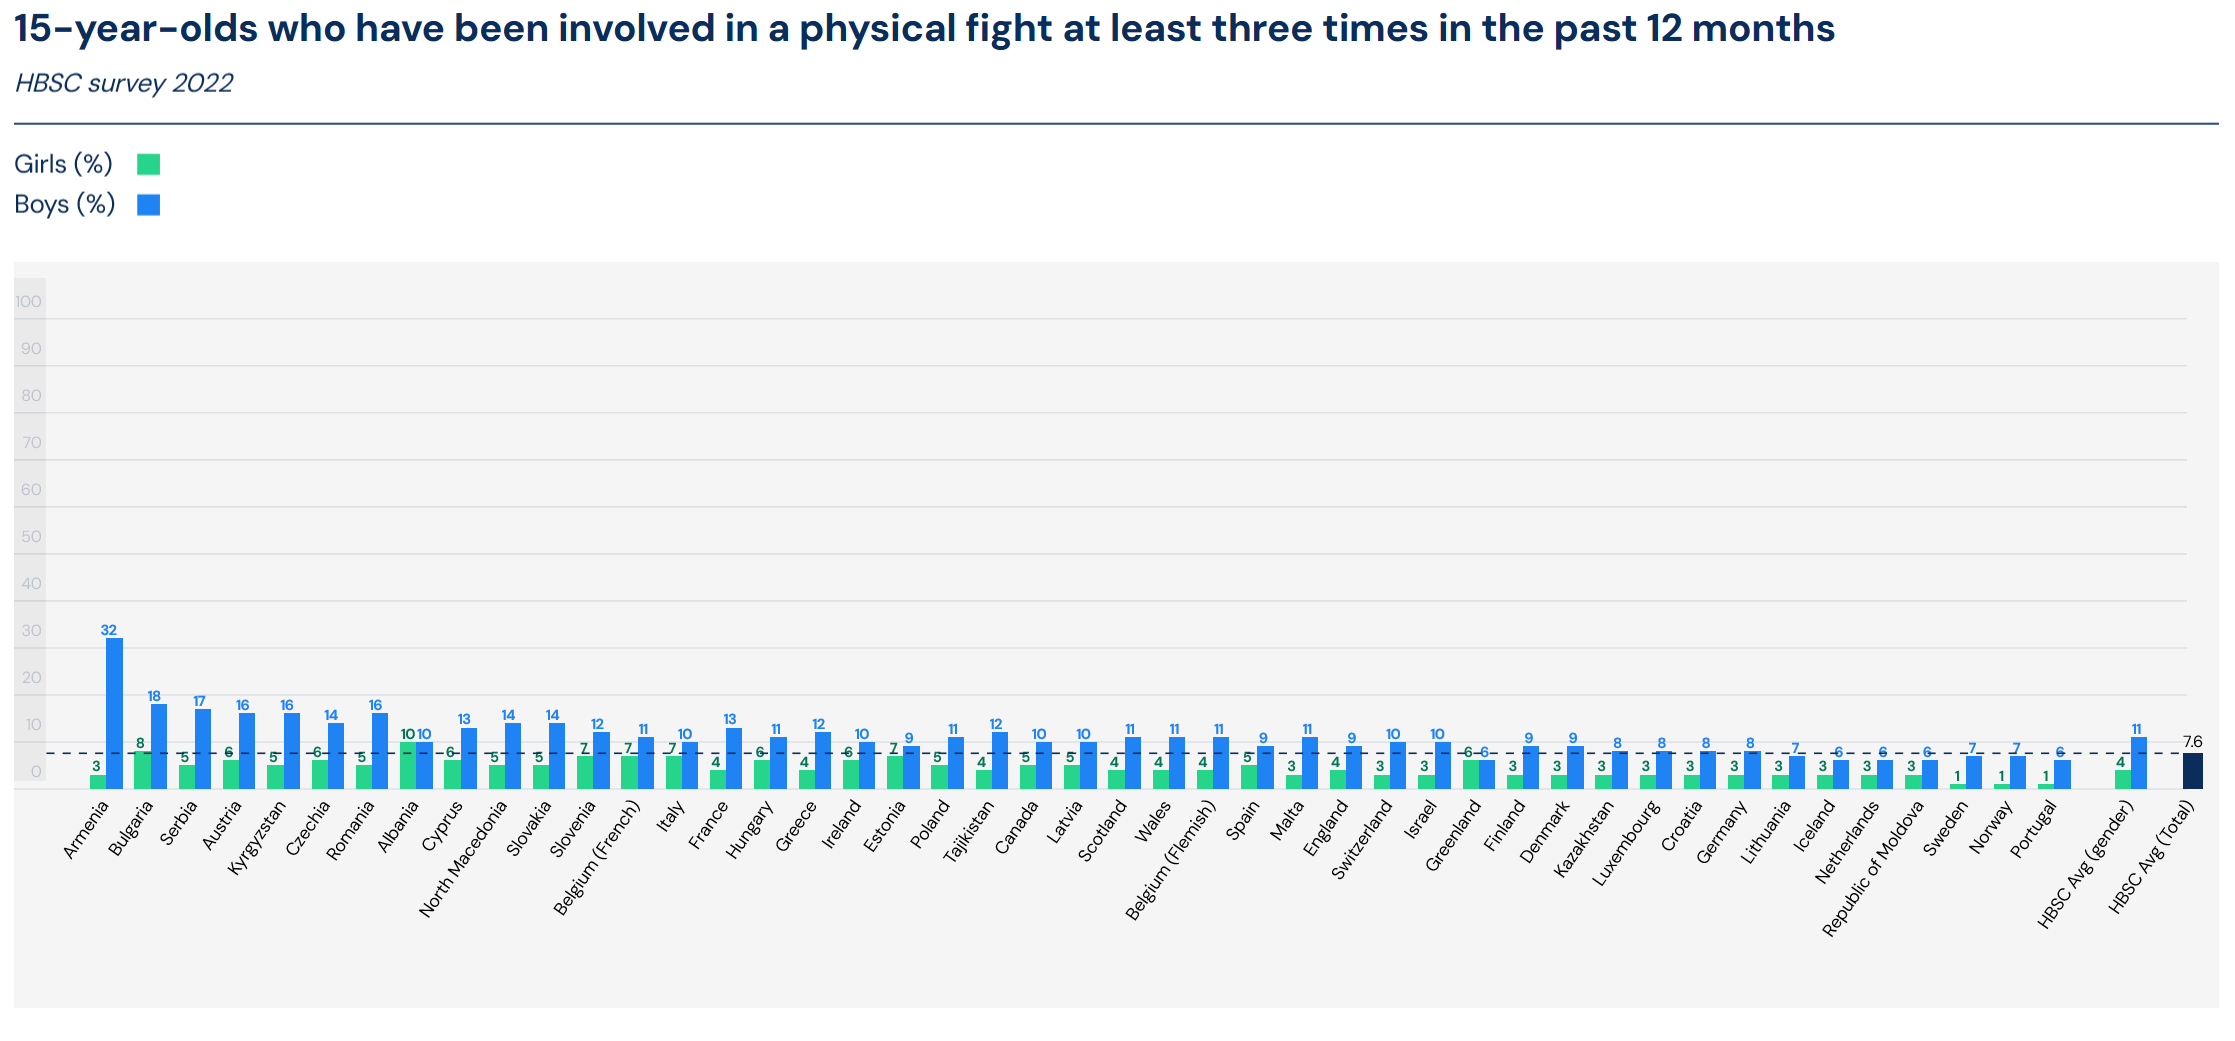 15-year-olds who have been involved in a physical fight at least three times in the past 12 months
HBSC survey 2022
Girls (%)
Boys (%)
100
90
80
70
60
50
40
30
20
10
0
3 32 8 18 5 17 6 16 5 16 6 14 5 16 10 10 6 13 5 14 5 14 7 12 7 11 7 10 4 13 6 11 4 12 6 10 7 9 5 11 4 12 5 10 5 10 4 11 4 11 4 11 5 9 3 11 4 9 3 10 3 10 6 6 3 9 3 9 3 8 3 8 3 8 3 8 3 7 3 6 3 6 3 6 1 7 1 7 1 6 4 11 7.6
Armenia
Bulgaria
Serbia
Austria
Kyrgyzstan
Czechia
Romania
Albania
Cyprus
North Macedonia
Slovakia
Slovenia
Belgium (French)
Italy
France
Hungary
Greece
Ireland
Estonia
Poland
Tajikistan
Canada
Latvia
Scotland
Wales
Belgium (Flemish)
Spain
Malta
England
Switzerland
Israel
Greenland
Finland
Denmark
Kazakhstan
Luxembourg
Croatia
Germany
Lithuania
Iceland
Netherlands
Republic of Moldova
Sweden
Norway
Portugal
HBSC Avg (gender)
HBSC Avg (Total)